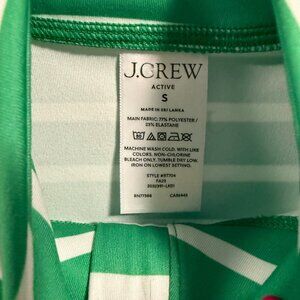 J.CREW
ACTIVE
S
MADE IN SRI LANKA
MAIN FABRIC: 77% POLYESTER /
23% ELASTANE
MACHINE WASH COLD, WITH LIKE
COLORS. NON-CHLORINE
BLEACH ONLY. TUMBLE DRY LOW.
IRON ON LOWEST SETTING.
STYLE #BT704
FA23
RN77388